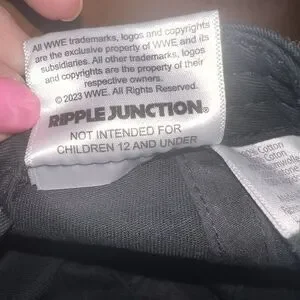 All WWE trademarks, logos and copyrights
are the exclusive property of WWE and its
subsidiaries. All other trademarks, logos
and copyrights are the property of their
respective owners.
© 2023 WWE. All Rights Reserved.
RIPPLE JUNCTION®
NOT INTENDED FOR
CHILDREN 12 AND UNDER
Cotton